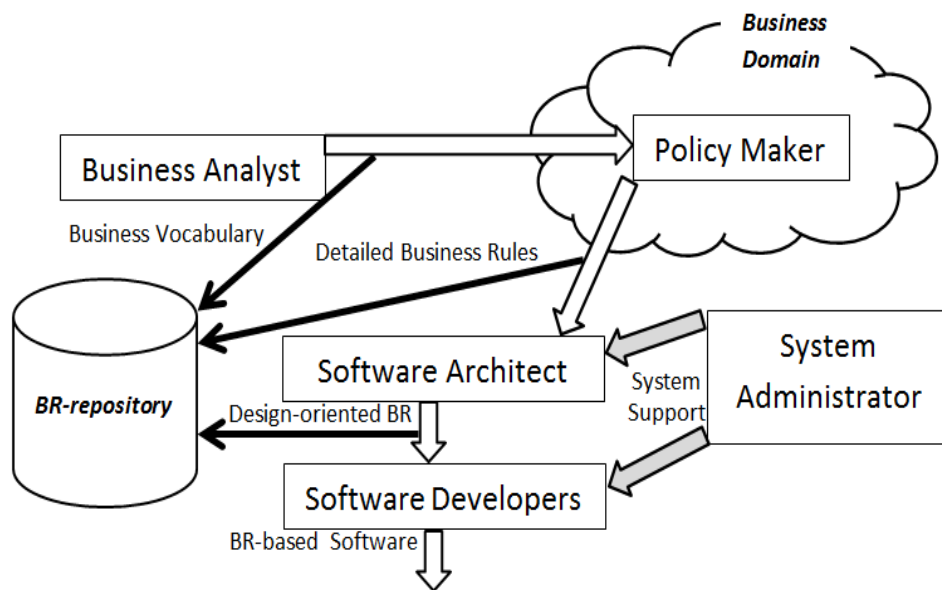 Business
Domain
Business Analyst
Policy Maker
Business Vocabulary
Detailed Business Rules
BR-repository
Software Architect
System
Administrator
System
Support
Design-oriented BR
Software Developers
BR-based Software